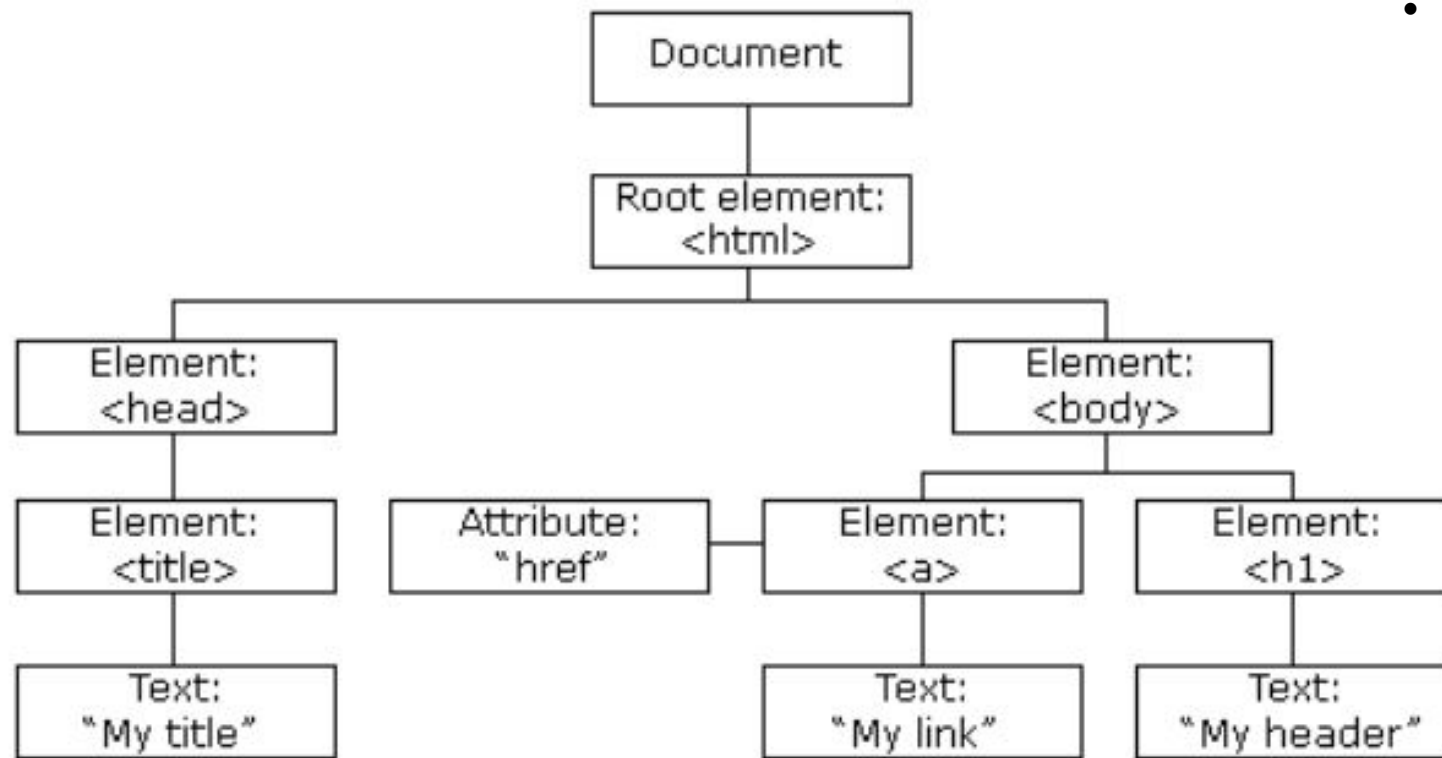 •
Document
Root element:
<html>
Element:
<head>
Element:
<body>
Element:
<title>
Attribute:
“href”
Element:
<a>
Element:
<h1>
Text:
“My title”
Text:
“My link”
Text:
“My header”